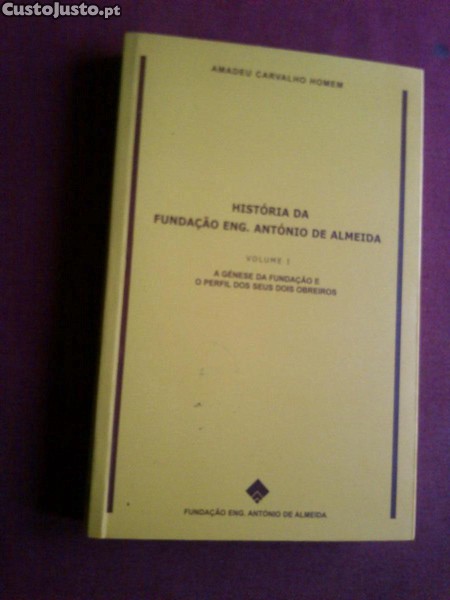 CustoJusto.pt
AMADEU CARVALHO HOMEM
HISTÓRIA DA
FUNDAÇÃO ENG. ANTÓNIO DE ALMEIDA
VOLUME I
A GÉNESE DA FUNDAÇÃO E
O PERFIL DOS SEUS DOIS OBREIROS
FUNDAÇÃO ENG. ANTÓNIO DE ALMEIDA